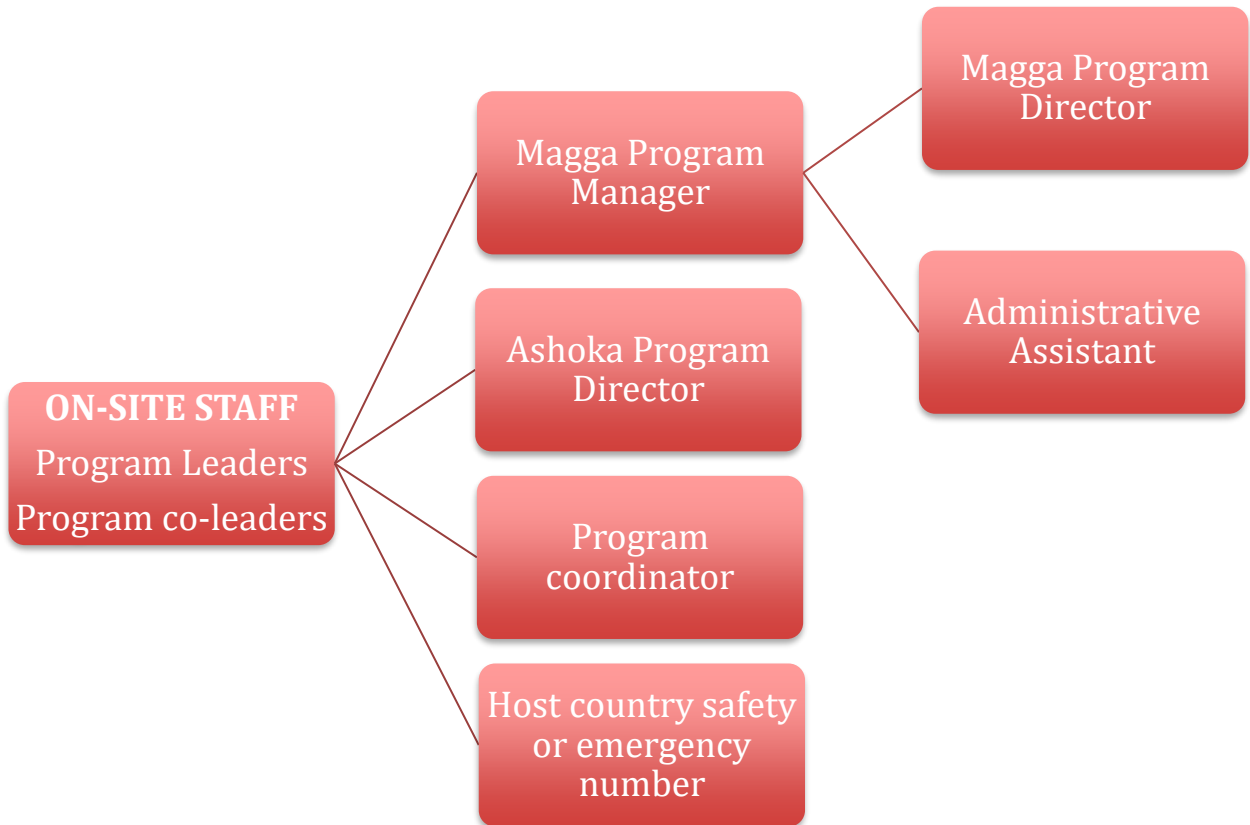 ON-SITE STAFF
Program Leaders
Program co-leaders
Magga Program
Manager
Ashoka Program
Director
Program
coordinator
Host country safety
or emergency
number
Magga Program
Director
Administrative
Assistant